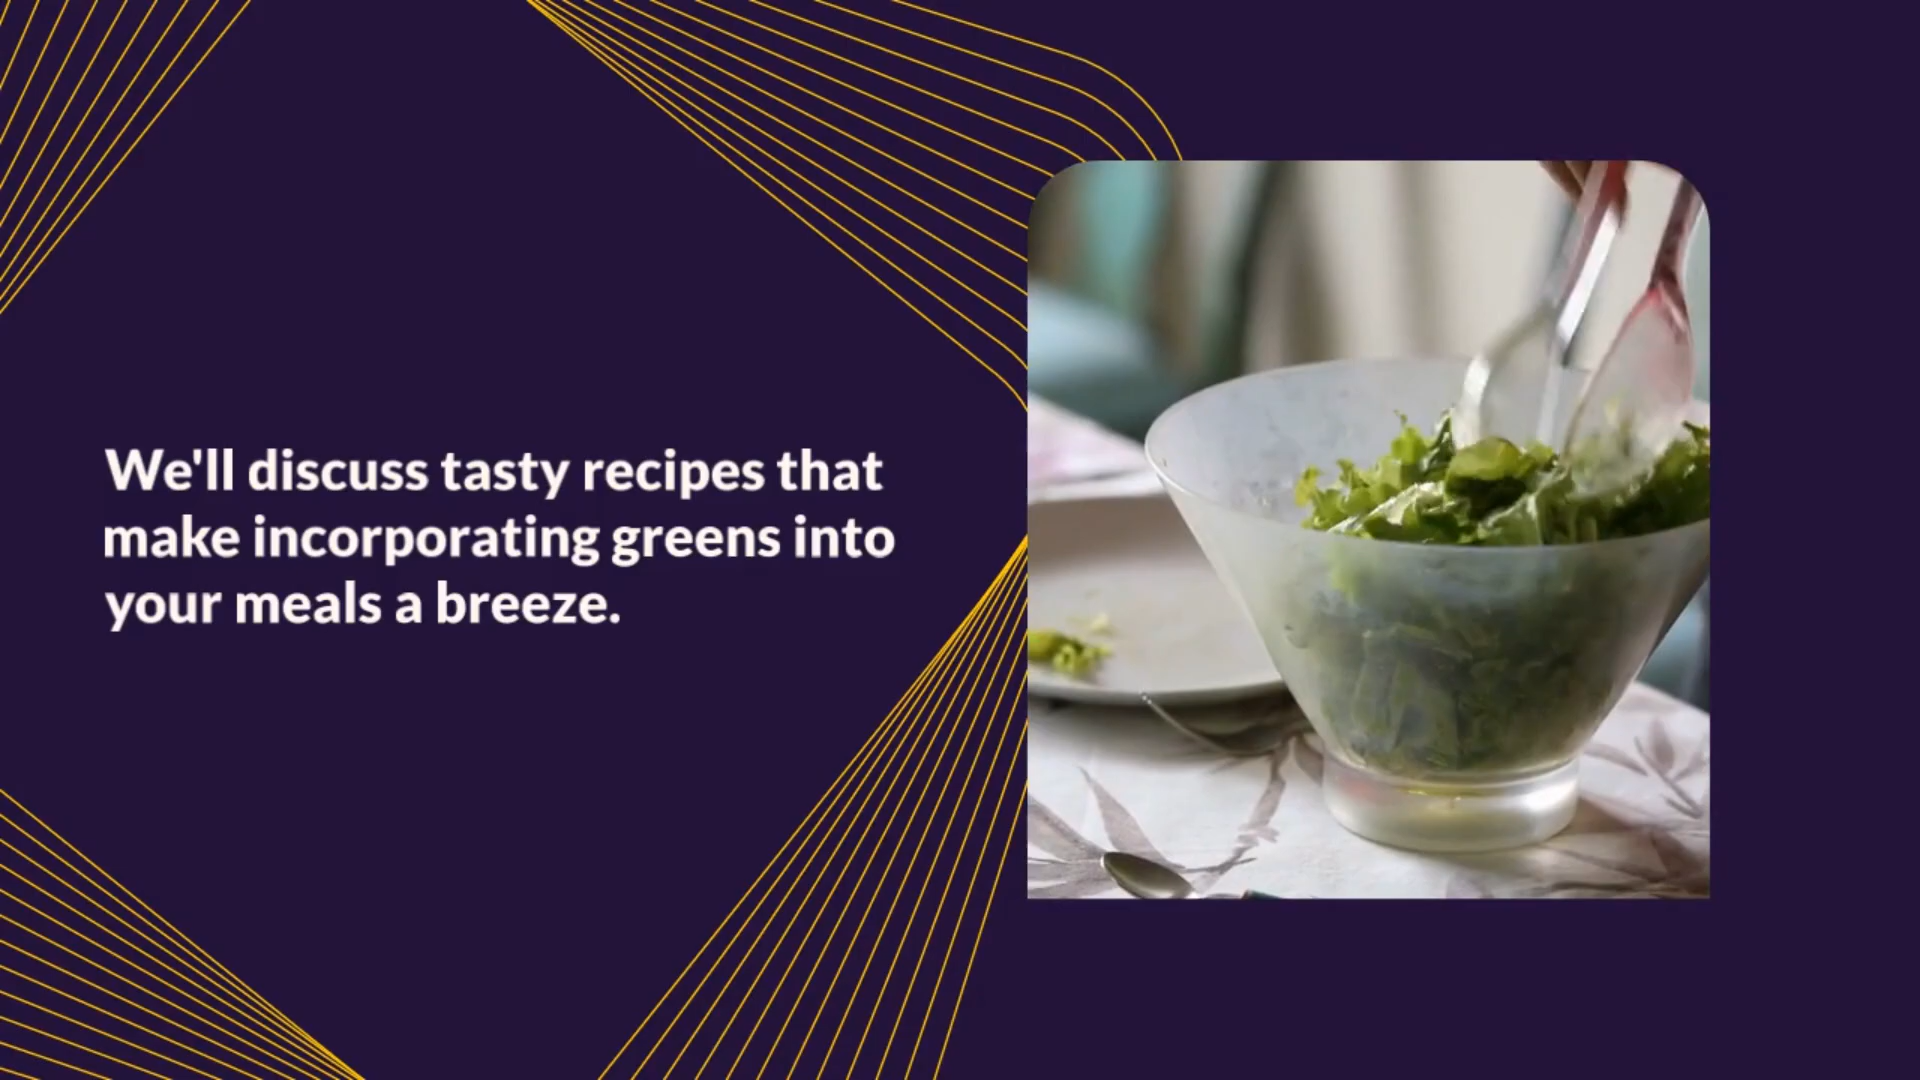 We'll discuss tasty recipes that
make incorporating greens into
your meals a breeze.